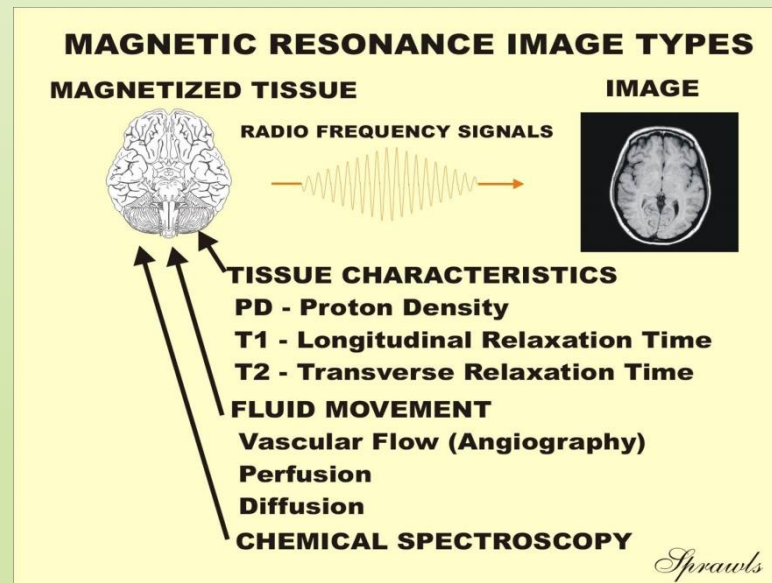 MAGNETIC RESONANCE IMAGE TYPES
MAGNETIZED TISSUE
IMAGE
RADIO FREQUENCY SIGNALS
TISSUE CHARACTERISTICS
PD - Proton Density
T1 - Longitudinal Relaxation Time
T2 - Transverse Relaxation Time
FLUID MOVEMENT
Vascular Flow (Angiography)
Perfusion
Diffusion
CHEMICAL SPECTROSCOPY
Sprawls